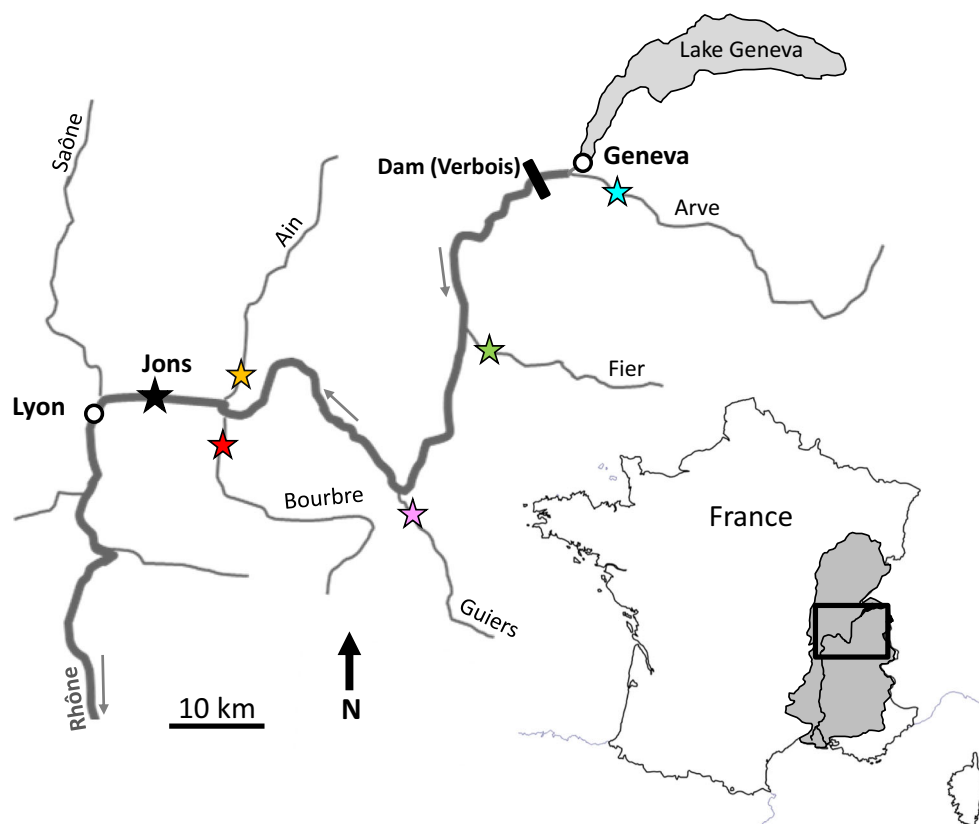 Lake Geneva
Saône
Dam (Verbois)
Geneva
Ain
Arve
Jons
Fier
Lyon
Bourbre
France
Guiers
Rhône
10 km
N